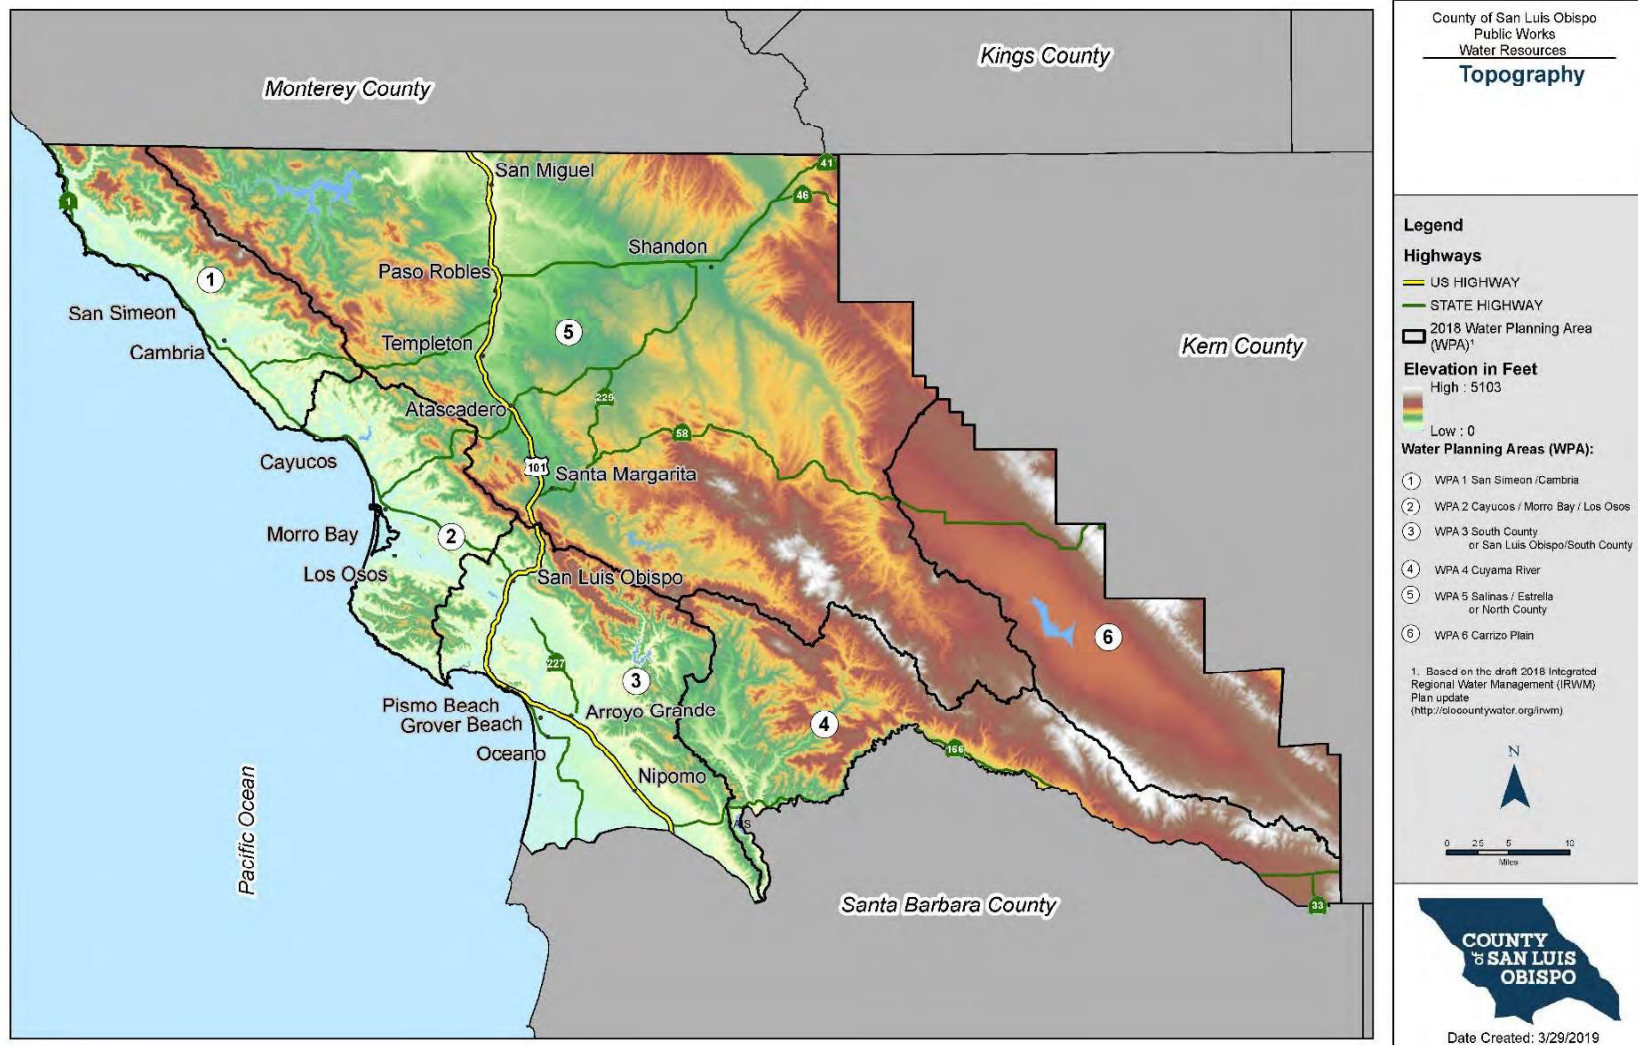 Monterey County
Kings County
Kern County
Santa Barbara County
Pacific Ocean
San Miguel
Shandon
Paso Robles
San Simeon
Templeton
Cambria
Atascadero
Cayucos
Santa Margarita
Morro Bay
Los Osos
San Luis Obispo
Pismo Beach
Arroyo Grande
Grover Beach
Oceano
Nipomo
1
41
46
229
58
101
227
166
33
1
2
3
4
5
6
County of San Luis Obispo
Public Works
Water Resources
Topography
Legend
Highways
US HIGHWAY
STATE HIGHWAY
2018 Water Planning Area
(WPA)¹
Elevation in Feet
High : 5103
Low : 0
Water Planning Areas (WPA):
1 WPA 1 San Simeon /Cambria
2 WPA 2 Cayucos / Morro Bay / Los Osos
3 WPA 3 South County
or San Luis Obispo/South County
4 WPA 4 Cuyama River
5 WPA 5 Salinas / Estrella
or North County
6 WPA 6 Carrizo Plain
1. Based on the draft 2018 Integrated
Regional Water Management (IRWM)
Plan update
(http://slocountywater.org/irwm)
N
0 2.5 5 10
Miles
COUNTY
OF SAN LUIS
OBISPO
Date Created: 3/29/2019